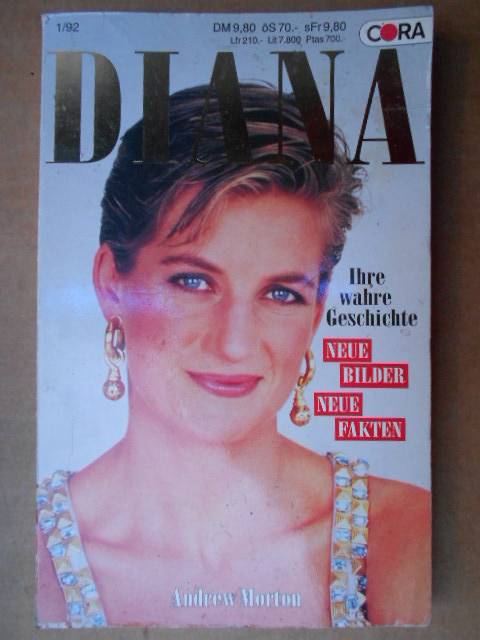 1/92
DM 9,80 öS 70.- sFr 9,80
Lfr 210.- Lit 7.800 Ptas 700.-
CORA
DIANA
Ihre
wahre
Geschichte
NEUE
BILDER
NEUE
FAKTEN
Andrew Morton